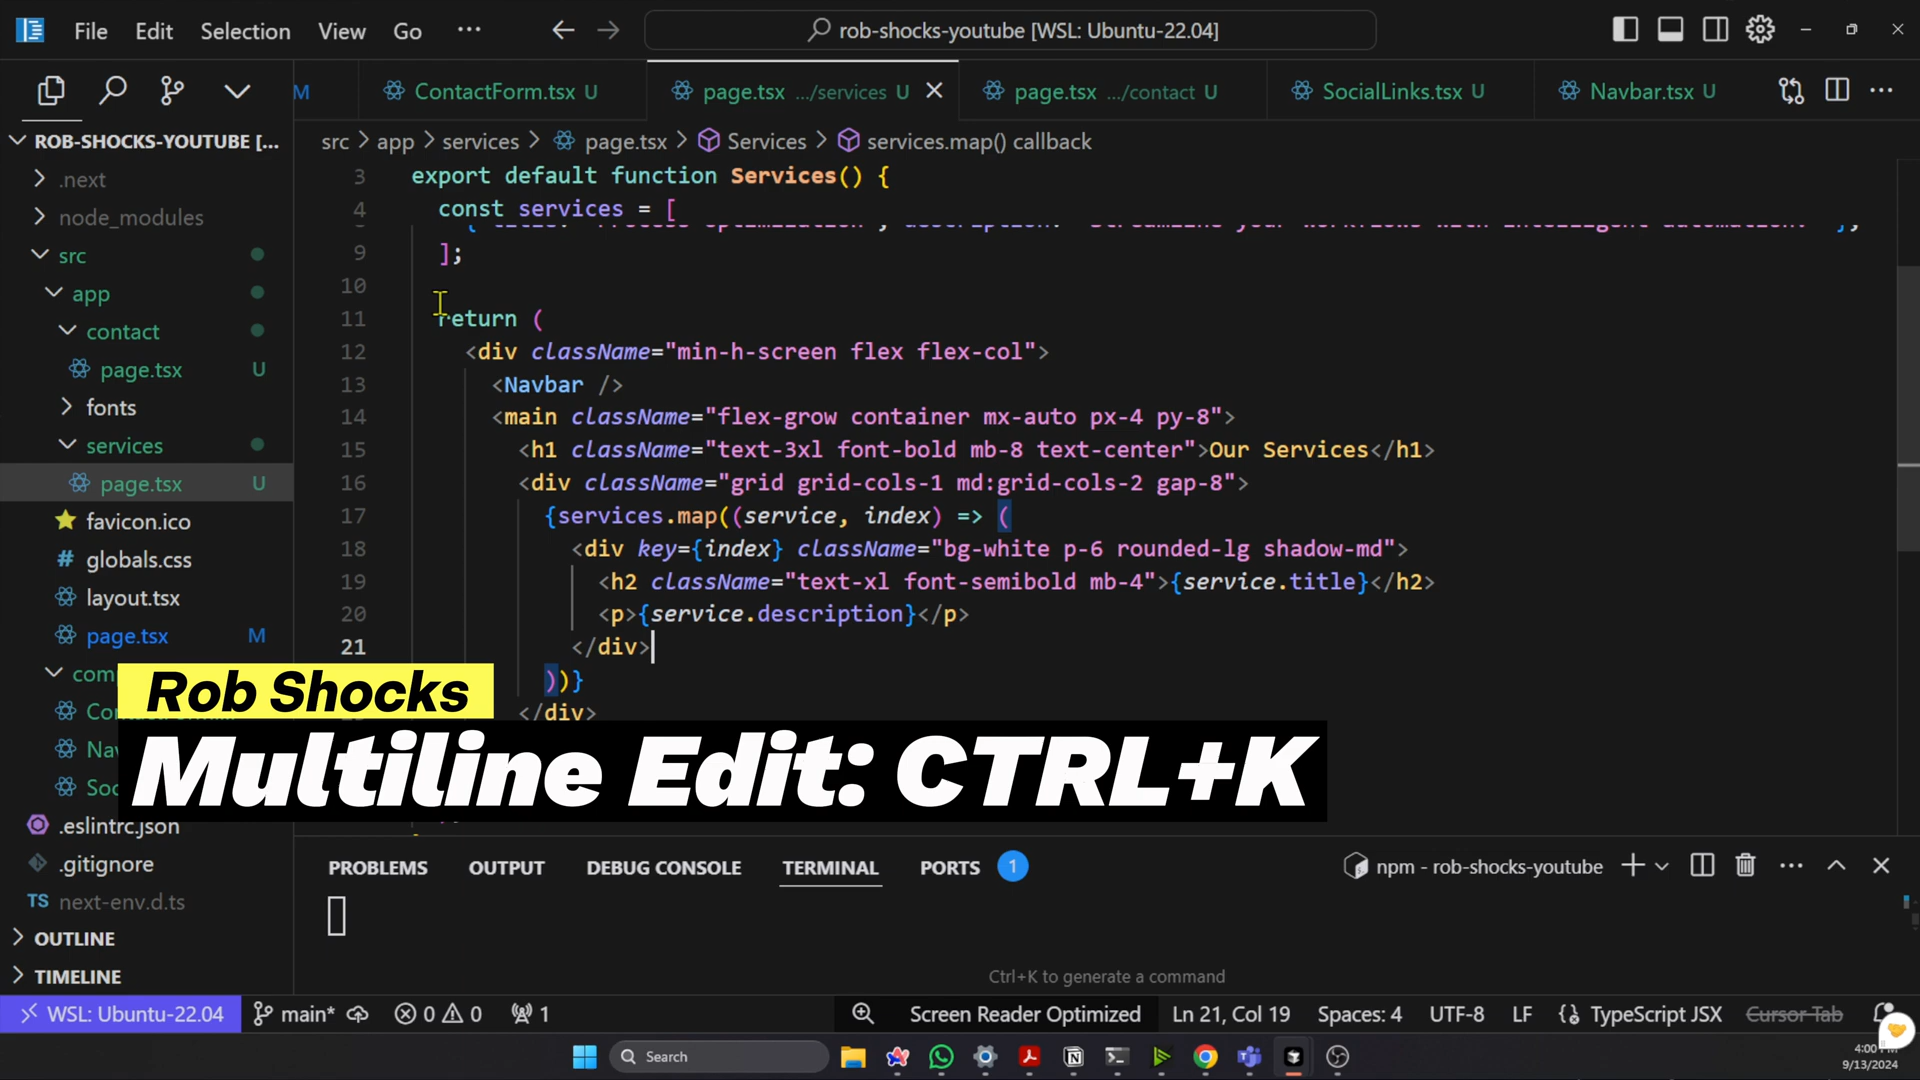 File Edit Selection View Go ··· rob-shocks-youtube [WSL: Ubuntu-22.04]
M ContactForm.tsx U page.tsx .../services U page.tsx .../contact U SocialLinks.tsx U Navbar.tsx U
src > app > services > page.tsx > Services > services.map() callback
ROB-SHOCKS-YOUTUBE [...
.next
node_modules
src
app
contact
page.tsx U
fonts
services
page.tsx U
favicon.ico
globals.css
layout.tsx
page.tsx M
com
Co
Nav
Soc
.eslintrc.json
.gitignore
TS next-env.d.ts
OUTLINE
TIMELINE
3 export default function Services() {
4 const services = [
{ title: "Process Optimization", description: "Streamline your workflows with intelligent automation." },
9 ];
10
11 return (
12 <div className="min-h-screen flex flex-col">
13 <Navbar />
14 <main className="flex-grow container mx-auto px-4 py-8">
15 <h1 className="text-3xl font-bold mb-8 text-center">Our Services</h1>
16 <div className="grid grid-cols-1 md:grid-cols-2 gap-8">
17 {services.map((service, index) => (
18 <div key={index} className="bg-white p-6 rounded-lg shadow-md">
19 <h2 className="text-xl font-semibold mb-4">{service.title}</h2>
20 <p>{service.description}</p>
21 </div>
))}
</div>
Rob Shocks
Multiline Edit: CTRL+K
PROBLEMS OUTPUT DEBUG CONSOLE TERMINAL PORTS 1 npm - rob-shocks-youtube
Ctrl+K to generate a command
WSL: Ubuntu-22.04 main* 0 0 1 Screen Reader Optimized Ln 21, Col 19 Spaces: 4 UTF-8 LF TypeScript JSX Cursor Tab
Search
4:00 PM
9/13/2024